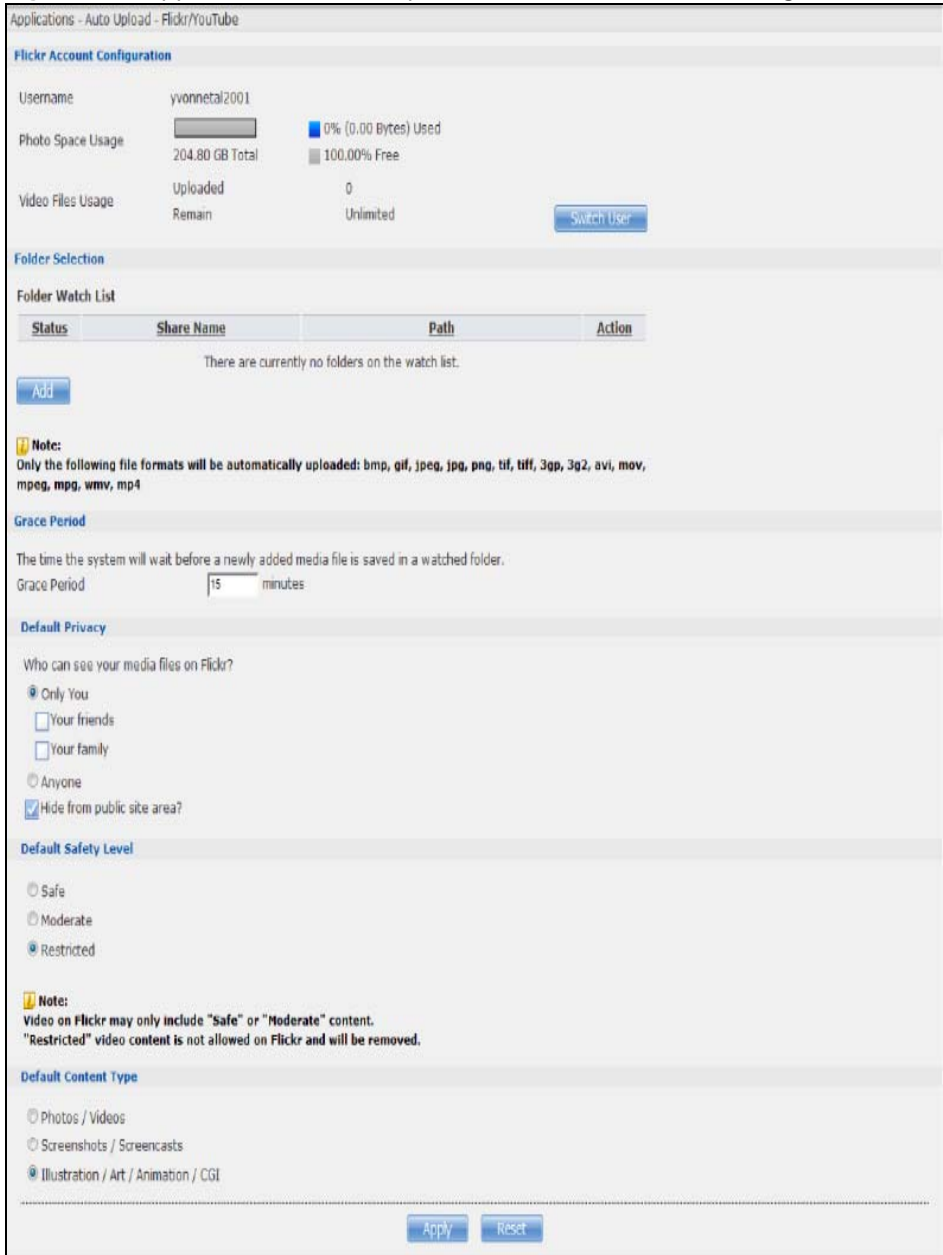 Applications - Auto Upload - Flickr/YouTube
Flickr Account Configuration
Username yvonnetal2001
Photo Space Usage
0% (0.00 Bytes) Used
204.80 GB Total 100.00% Free
Video Files Usage
Uploaded 0
Remain Unlimited
Switch User
Folder Selection
Folder Watch List
Status Share Name Path Action
There are currently no folders on the watch list.
Add
Note:
Only the following file formats will be automatically uploaded: bmp, gif, jpeg, jpg, png, tif, tiff, 3gp, 3g2, avi, mov,
mpeg, mpg, wmv, mp4
Grace Period
The time the system will wait before a newly added media file is saved in a watched folder.
Grace Period 15 minutes
Default Privacy
Who can see your media files on Flickr?
Only You
Your friends
Your family
Anyone
Hide from public site area?
Default Safety Level
Safe
Moderate
Restricted
Note:
Video on Flickr may only include "Safe" or "Moderate" content.
"Restricted" video content is not allowed on Flickr and will be removed.
Default Content Type
Photos / Videos
Screenshots / Screencasts
Illustration / Art / Animation / CGI
Apply Reset